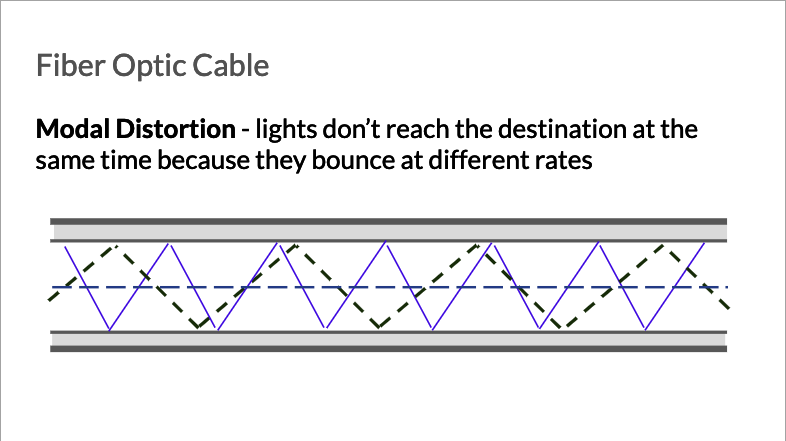 Fiber Optic Cable
Modal Distortion - lights don’t reach the destination at the
same time because they bounce at different rates